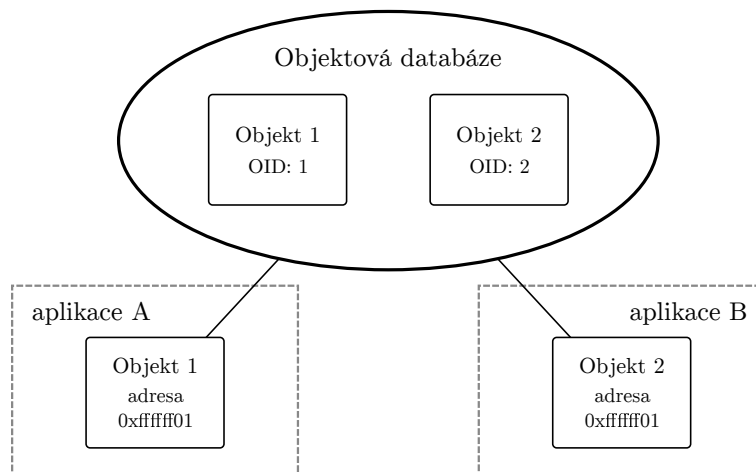 Objektová databáze
Objekt 1
OID: 1
Objekt 2
OID: 2
aplikace A
Objekt 1
adresa
0xffffff01
aplikace B
Objekt 2
adresa
0xffffff01